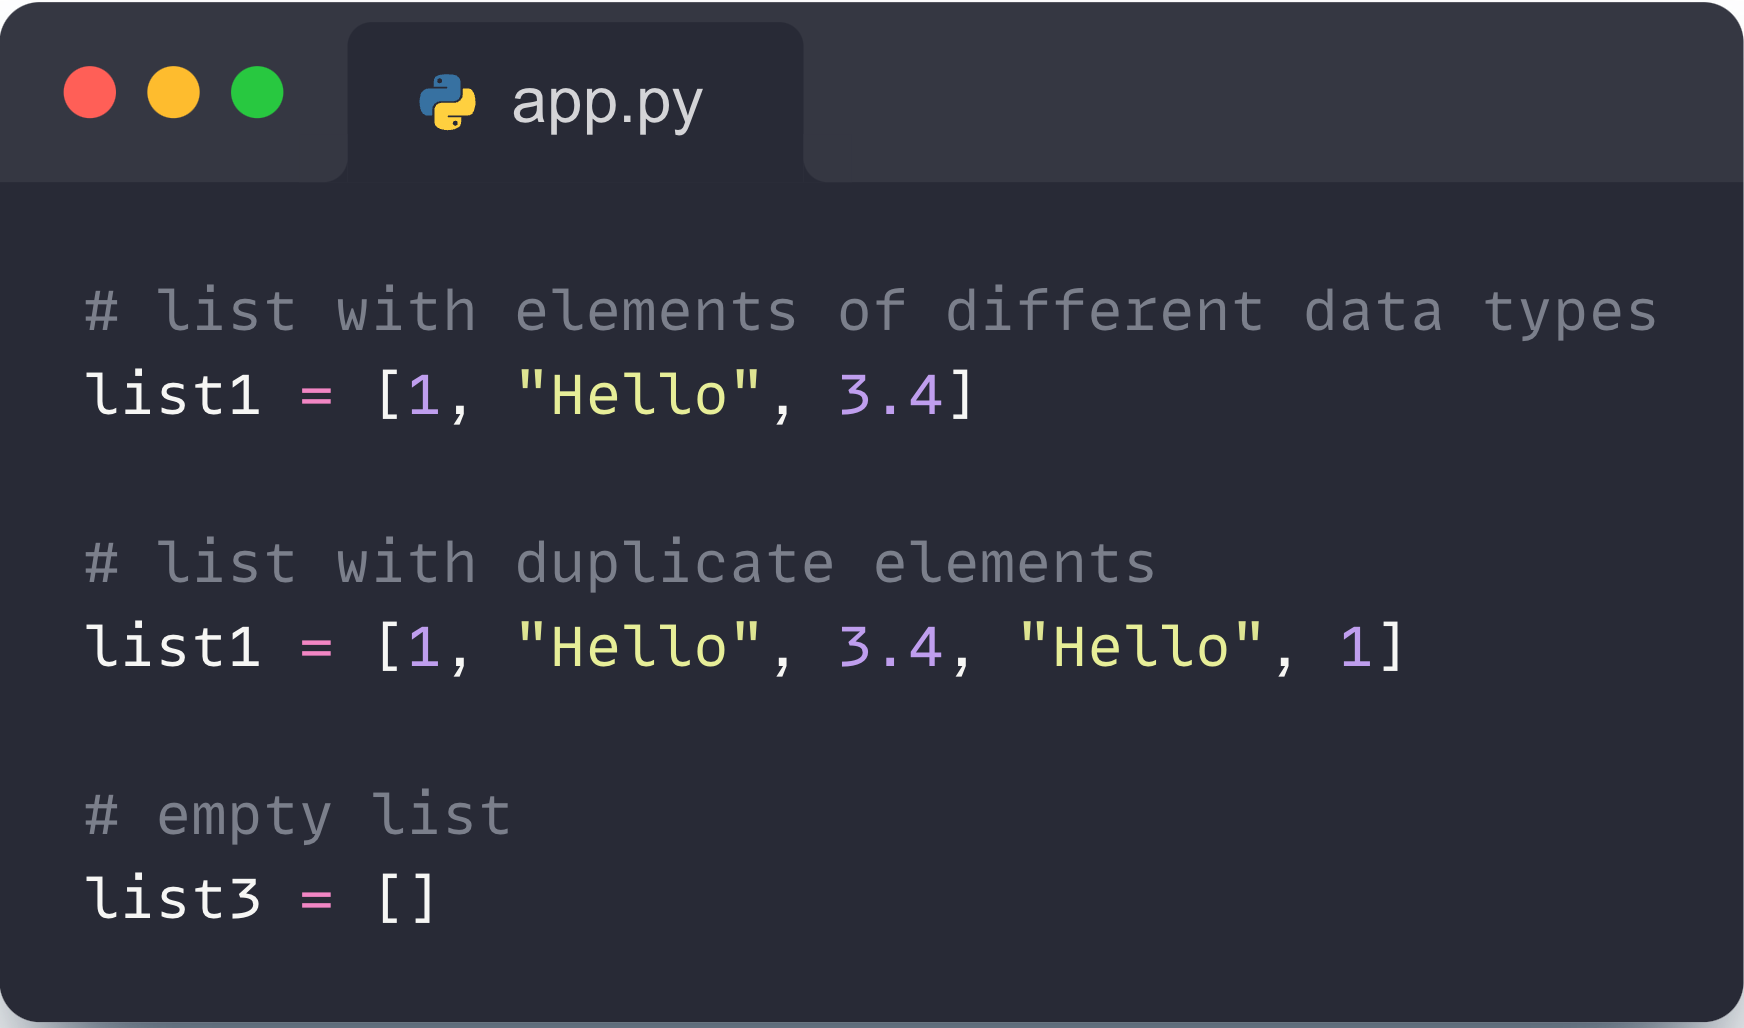 app.py
# list with elements of different data types
list1 = [1, "Hello", 3.4]
# list with duplicate elements
list1 = [1, "Hello", 3.4, "Hello", 1]
# empty list
list3 = []